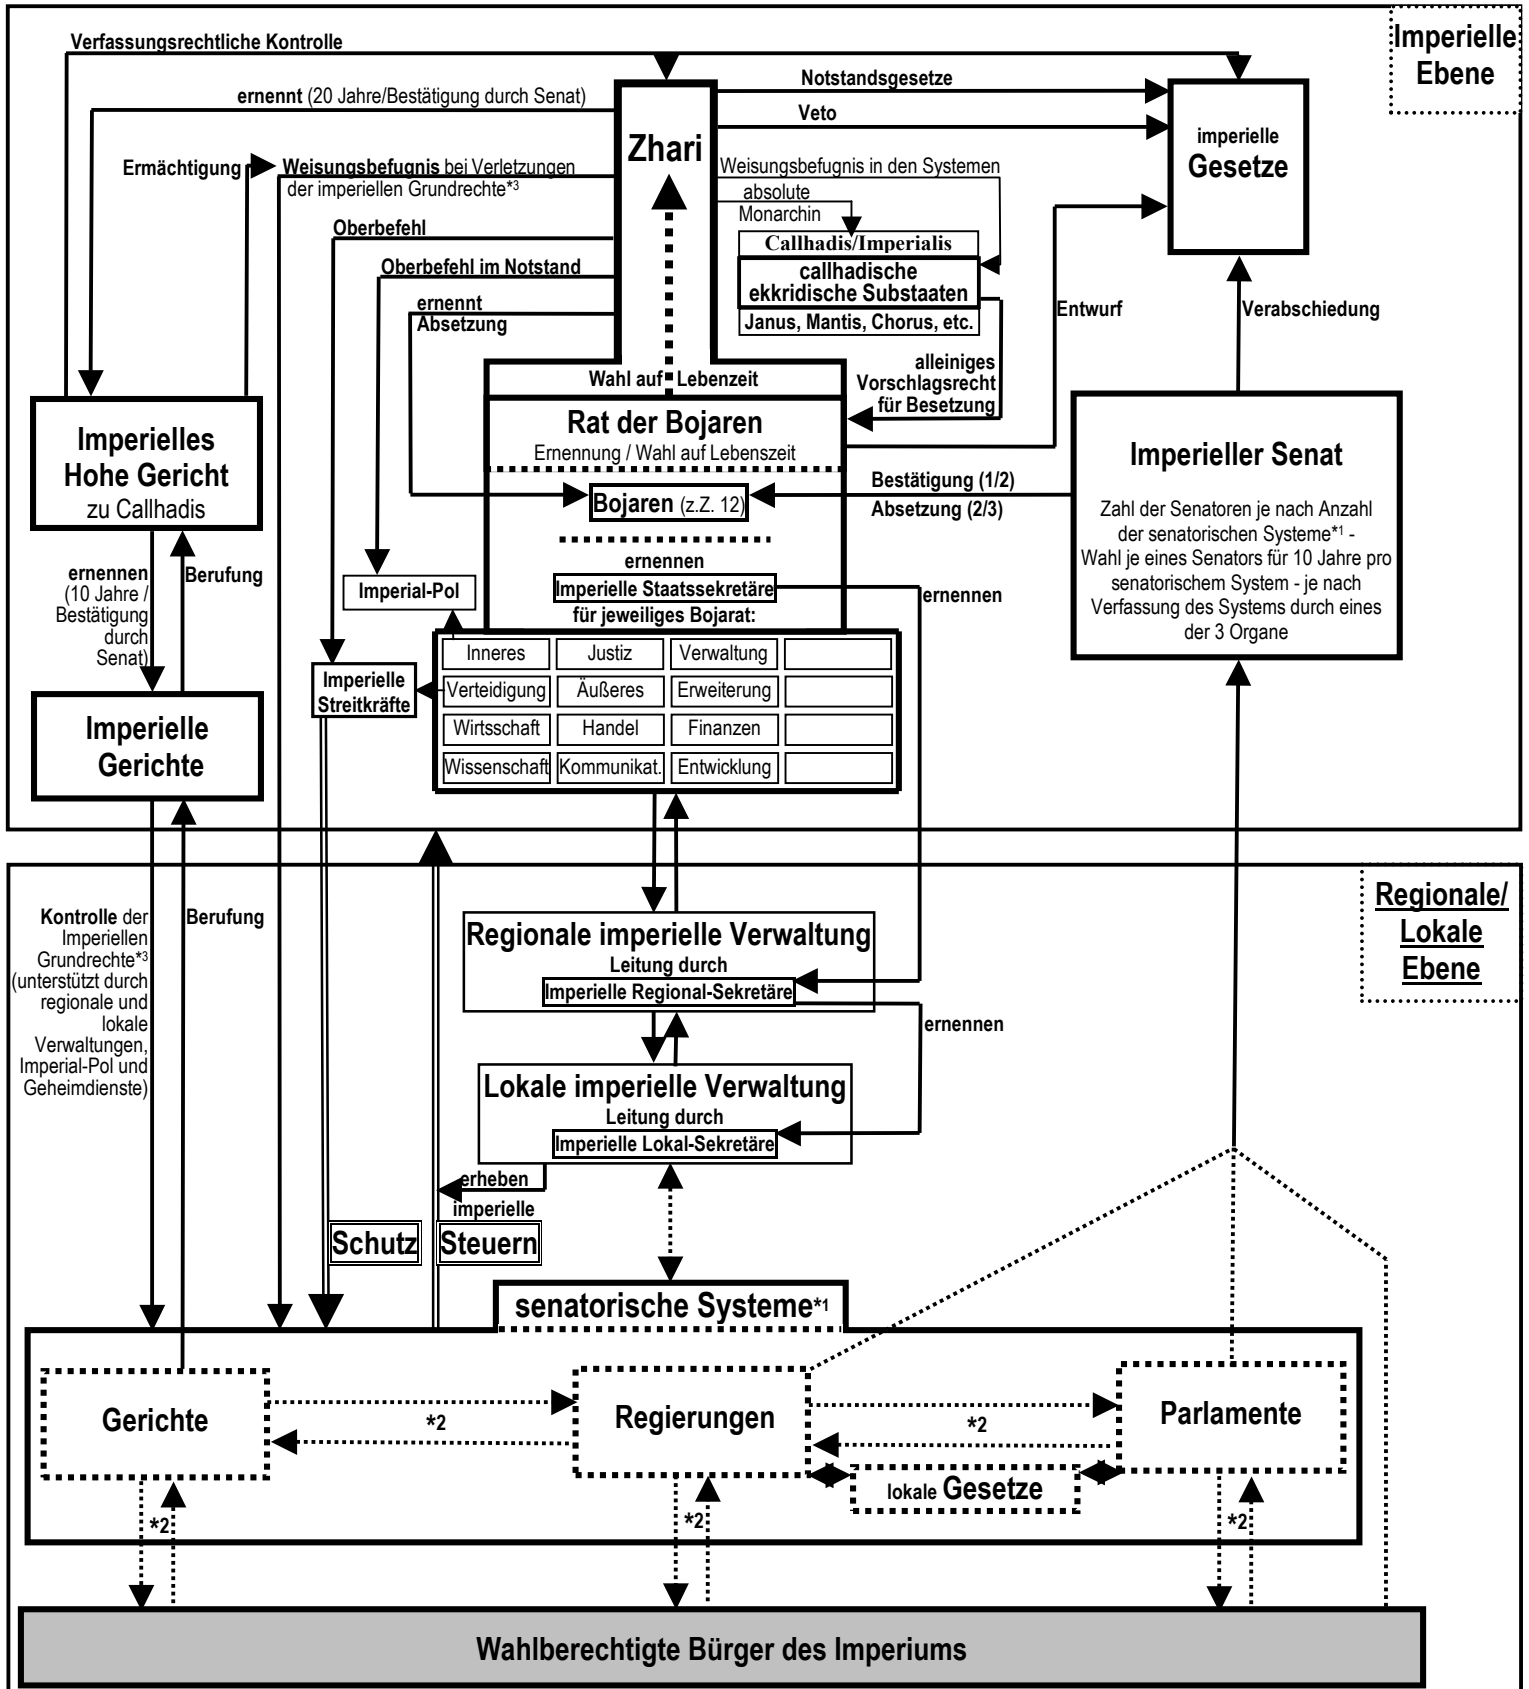 Imperielle
Ebene
Verfassungsrechtliche Kontrolle
ernennt (20 Jahre/Bestätigung durch Senat)
Notstandsgesetze
Veto
Zhari
imperielle
Gesetze
Ermächtigung
Weisungsbefugnis bei Verletzungen
der imperiellen Grundrechte*3
Weisungsbefugnis in den Systemen
absolute
Monarchin
Oberbefehl
Callhadis/Imperialis
callhadische
ekkridische Substaaten
Janus, Mantis, Chorus, etc.
Oberbefehl im Notstand
ernennt
Absetzung
Entwurf
Verabschiedung
alleiniges
Vorschlagsrecht
für Besetzung
Wahl auf Lebenzeit
Rat der Bojaren
Ernennung / Wahl auf Lebenszeit
Bojaren (z.Z. 12)
Bestätigung (1/2)
Absetzung (2/3)
Imperielles
Hohe Gericht
zu Callhadis
Imperieller Senat
Zahl der Senatoren je nach Anzahl
der senatorischen Systeme*1 -
Wahl je eines Senators für 10 Jahre pro
senatorischem System - je nach
Verfassung des Systems durch eines
der 3 Organe
ernennen
(10 Jahre /
Bestätigung
durch
Senat)
Berufung
Imperial-Pol
ernennen
Imperielle Staatssekretäre
für jeweiliges Bojarat:
ernennen
Imperielle
Streitkräfte
Inneres
Justiz
Verwaltung
Verteidigung
Äußeres
Erweiterung
Wirtsschaft
Handel
Finanzen
Wissenschaft
Kommunikat.
Entwicklung
Imperielle
Gerichte
Regionale/
Lokale
Ebene
Kontrolle der
Imperiellen
Grundrechte*3
(unterstützt durch
regionale und
lokale
Verwaltungen,
Imperial-Pol und
Geheimdienste)
Berufung
Regionale imperielle Verwaltung
Leitung durch
Imperielle Regional-Sekretäre
ernennen
Lokale imperielle Verwaltung
Leitung durch
Imperielle Lokal-Sekretäre
erheben
imperielle
Schutz
Steuern
senatorische Systeme*1
Gerichte
*2
Regierungen
*2
Parlamente
lokale Gesetze
*2
*2
*2
Wahlberechtigte Bürger des Imperiums